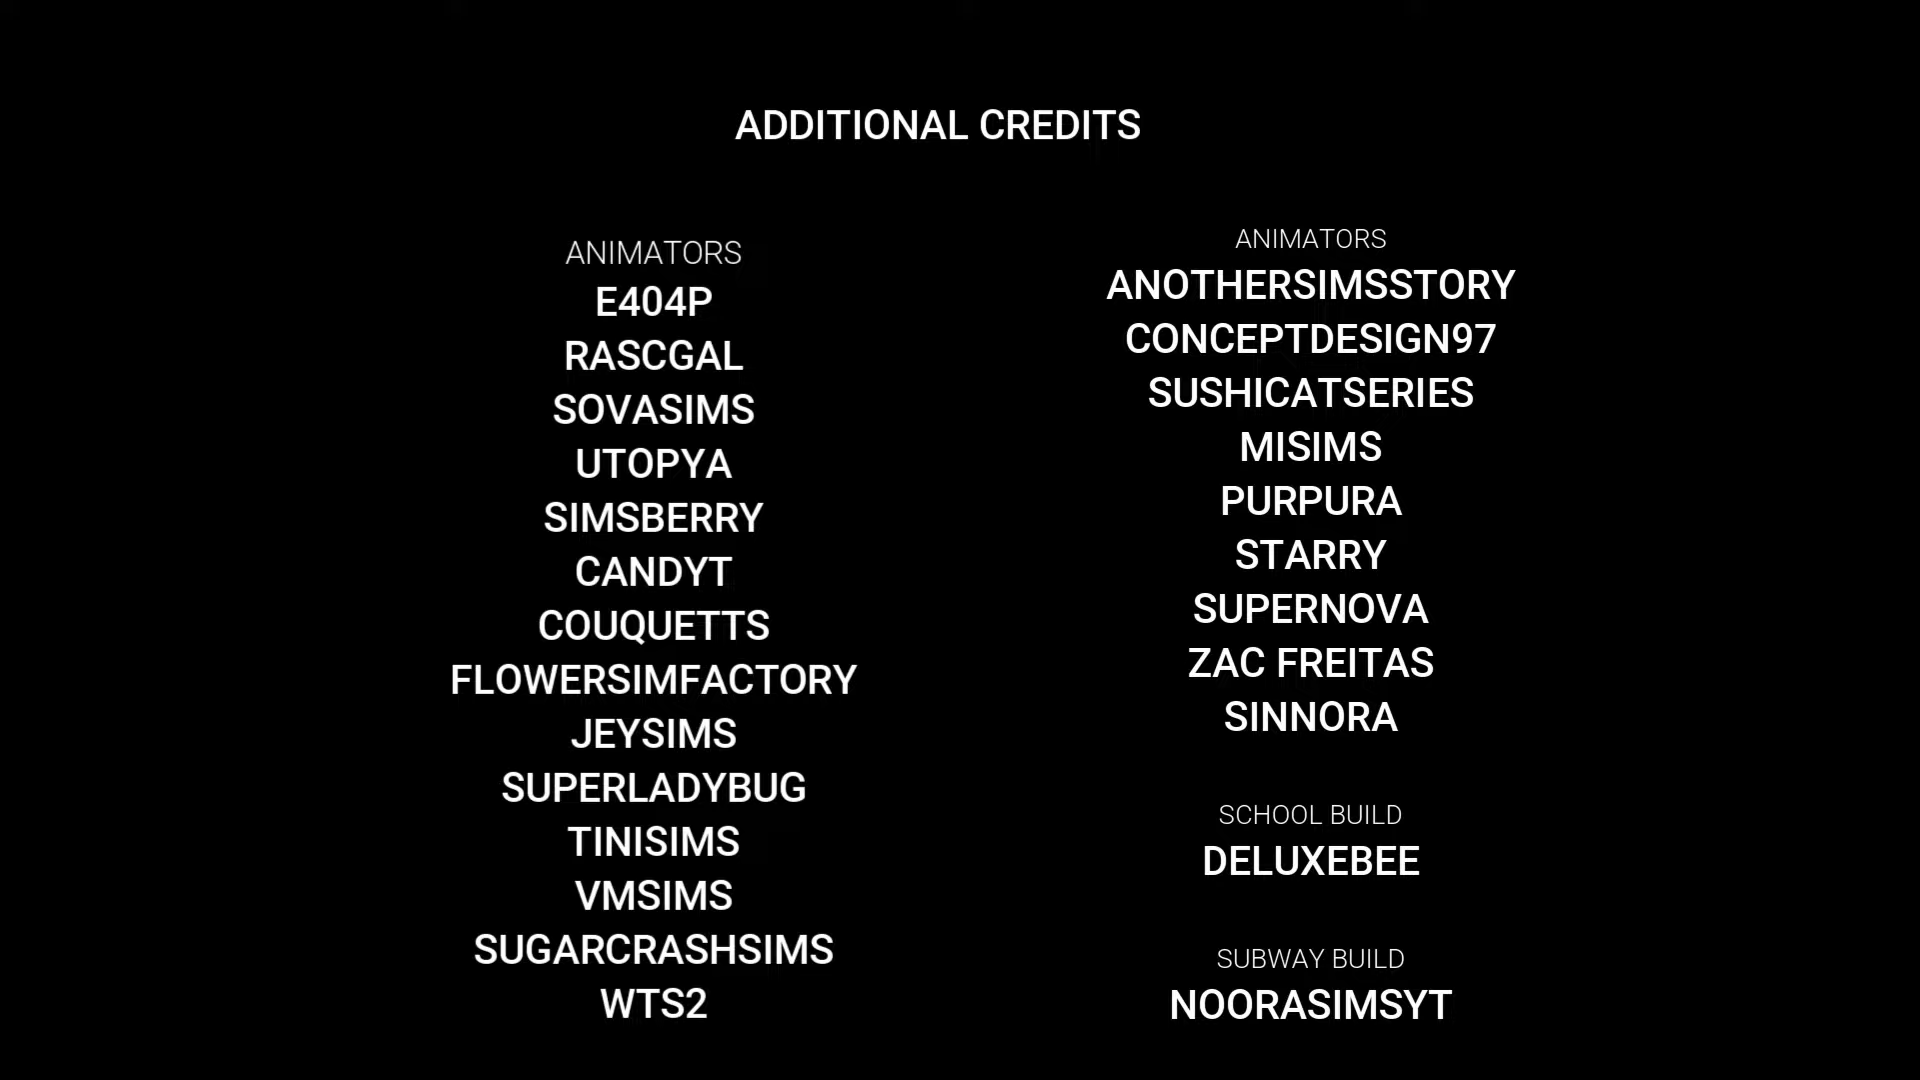 ADDITIONAL CREDITS
ANIMATORS
E404P
RASCGAL
SOVASIMS
UTOPYA
SIMSBERRY
CANDYT
COUQUETTS
FLOWERSIMFACTORY
JEYSIMS
SUPERLADYBUG
TINISIMS
VMSIMS
SUGARCRASHSIMS
WTS2
ANIMATORS
ANOTHERSIMSSTORY
CONCEPTDESIGN97
SUSHICATSERIES
MISIMS
PURPURA
STARRY
SUPERNOVA
ZAC FREITAS
SINNORA
SCHOOL BUILD
DELUXEBEE
SUBWAY BUILD
NOORASIMSYT